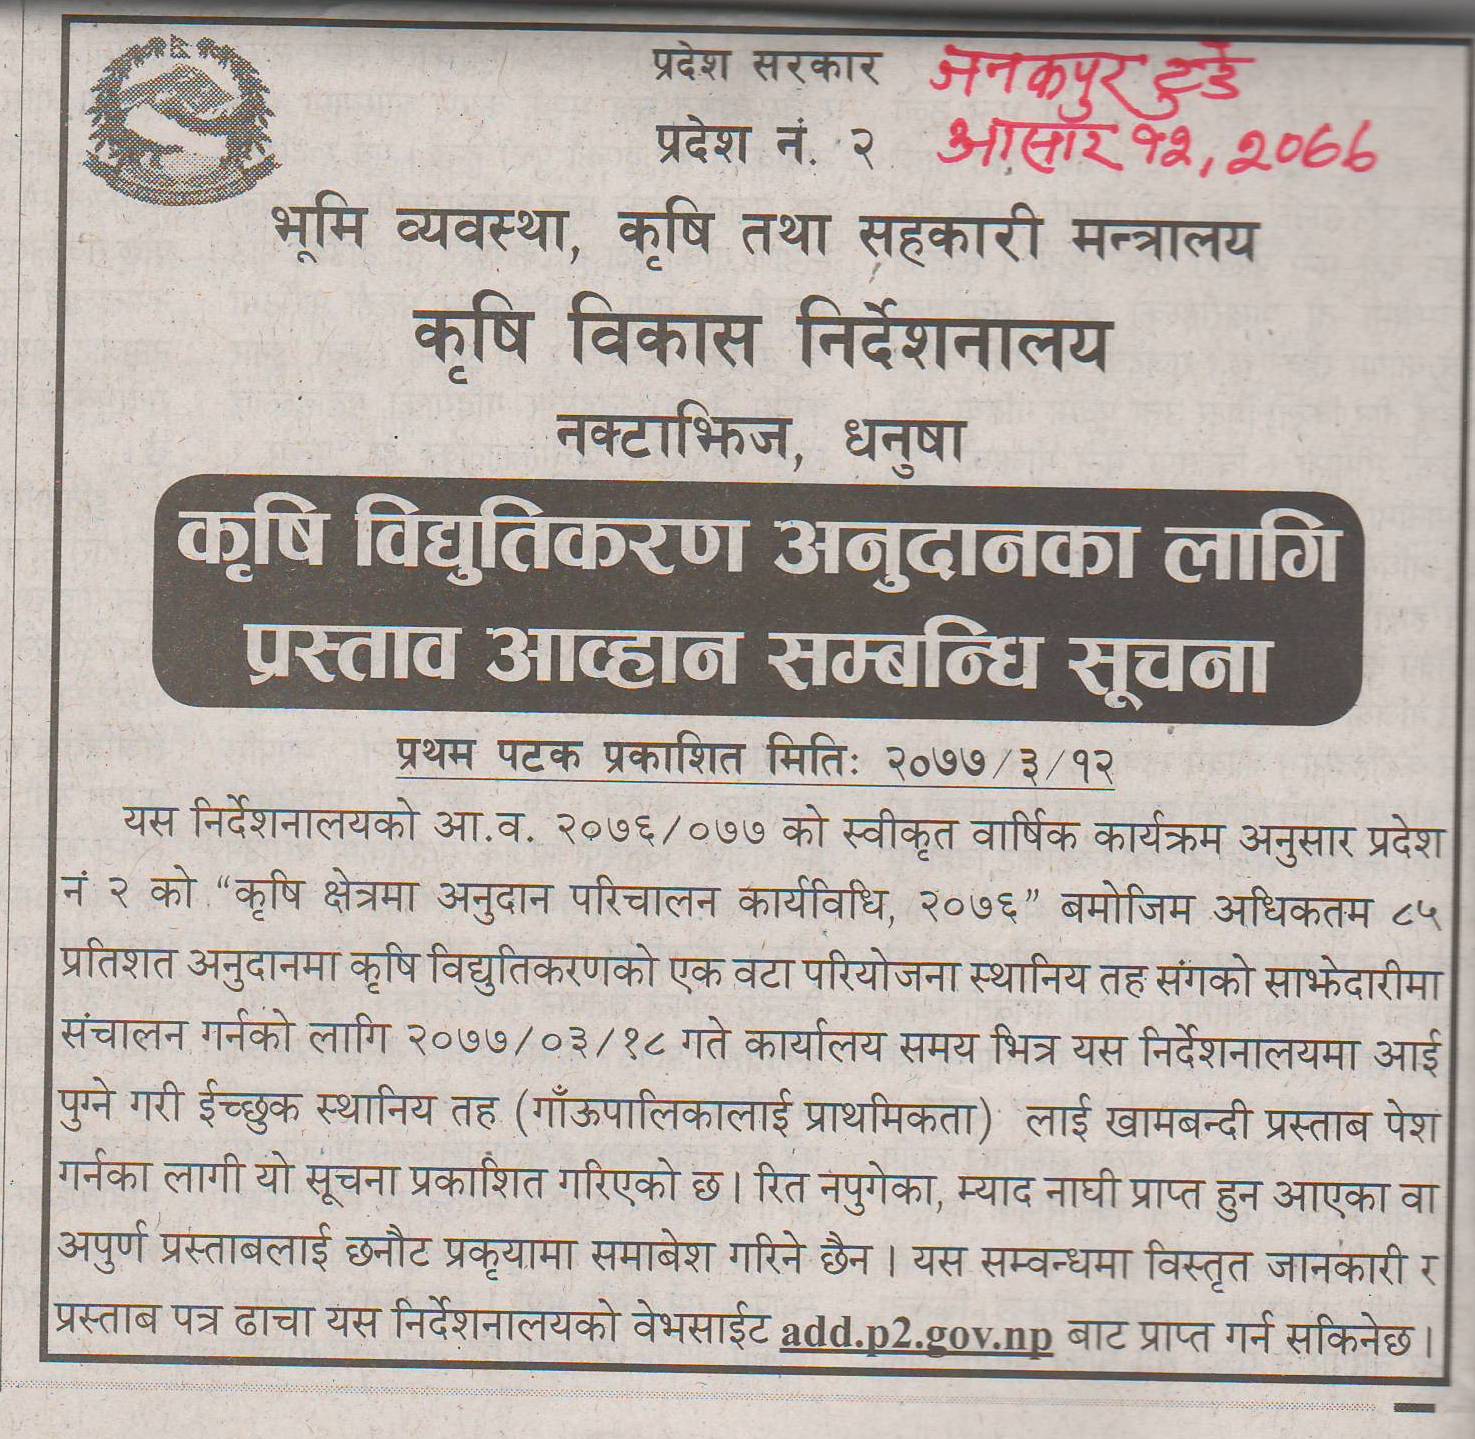 प्रदेश सरकार
जनकपुर टुडे
प्रदेश नं. २
आसार १२, २०७७
भूमि व्यवस्था, कृषि तथा सहकारी मन्त्रालय
कृषि विकास निर्देशनालय
नक्टाझिज, धनुषा
कृषि विद्युतिकरण अनुदानका लागि
प्रस्ताव आव्हान सम्बन्धि सूचना
प्रथम पटक प्रकाशित मितिः २०७७/३/१२
यस निर्देशनालयको आ.व. २०७६/०७७ को स्वीकृत वार्षिक कार्यक्रम अनुसार प्रदेश
नं २ को “कृषि क्षेत्रमा अनुदान परिचालन कार्यविधि, २०७६” बमोजिम अधिकतम ८५
प्रतिशत अनुदानमा कृषि विद्युतिकरणको एक वटा परियोजना स्थानिय तह संगको साझेदारीमा
संचालन गर्नको लागि २०७७/०३/१८ गते कार्यालय समय भित्र यस निर्देशनालयमा आई
पुग्ने गरी ईच्छुक स्थानिय तह (गाँऊपालिकालाई प्राथमिकता) लाई खामबन्दी प्रस्ताब पेश
गर्नका लागी यो सूचना प्रकाशित गरिएको छ। रित नपुगेका, म्याद नाघी प्राप्त हुन आएका वा
अपुर्ण प्रस्ताबलाई छनौट प्रकृयामा समाबेश गरिने छैन । यस सम्वन्धमा विस्तृत जानकारी र
प्रस्ताब पत्र ढाचा यस निर्देशनालयको वेभसाईट add.p2.gov.np बाट प्राप्त गर्न सकिनेछ।